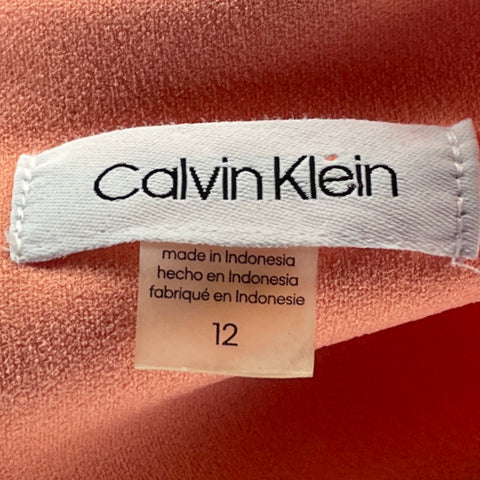 Calvin Klein
made in Indonesia
hecho en Indonesia
fabriqué en Indonesie
12